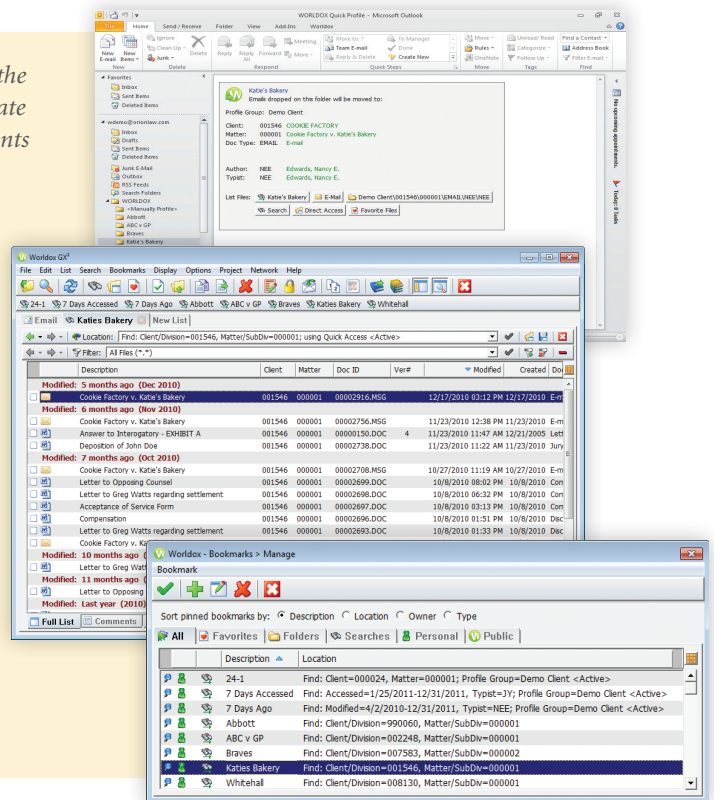 the
ate
nts
WORLDOX Quick Profile - Microsoft Outlook
File Home Send / Receive Folder View Add-Ins Worldox
New E-mail New Items Ignore Clean Up Junk Delete Reply Reply All Forward Meeting More Move to: ? Team E-mail Reply & Delete To Manager Done Create New Move Rules OneNote Unread/ Read Categorize Follow Up Find a Contact Address Book Filter E-mail
New Delete Respond Quick Steps Move Tags Find
Favorites
Inbox
Sent Items
Deleted Items
wdemo@orionlaw.com
Inbox
Drafts
Sent Items
Deleted Items
Junk E-Mail
Outbox
RSS Feeds
Search Folders
WORLDOX
<Manually Profile>
Abbott
ABC v GP
Braves
Katie's Bakery
Katie's Bakery
Emails dropped on this folder will be moved to:
Profile Group: Demo Client
Client: 001546 COOKIE FACTORY
Matter: 000001 Cookie Factory v. Katie's Bakery
Doc Type: EMAIL E-mail
Author: NEE Edwards, Nancy E.
Typist: NEE Edwards, Nancy E.
List Files: Katie's Bakery E-Mail Demo Client\001546\000001\EMAIL\NEE\NEE
Search Direct Access Favorite Files
No upcoming appointments.
Today: 0 Tasks
Worldox GX2
File Edit List Search Bookmarks Display Options Project Network Help
24-1 7 Days Accessed 7 Days Ago Abbott ABC v GP Braves Katies Bakery Whitehall
Email Katies Bakery New List
Location: Find: Client/Division=001546, Matter/SubDiv=000001; using Quick Access <Active>
Filter: All Files (*.*)
Description Client Matter Doc ID Ver# Modified Created Do
Modified: 5 months ago (Dec 2010)
Cookie Factory v. Katie's Bakery 001546 000001 00002916.MSG 12/17/2010 03:12 PM 12/17/2010 E-m
Modified: 6 months ago (Nov 2010)
Cookie Factory v. Katie's Bakery 001546 000001 00002756.MSG 11/23/2010 12:38 PM 11/23/2010 E-m
Answer to Interogatory - EXHIBIT A 001546 000001 00000150.DOC 4 11/23/2010 11:47 AM 12/21/2005 Lett
Deposition of John Doe 001546 000001 00002738.DOC 11/23/2010 11:22 AM 11/23/2010 Jury
Modified: 7 months ago (Oct 2010)
Cookie Factory v. Katie's Bakery 001546 000001 00002708.MSG 10/27/2010 11:19 AM 10/27/2010 E-m
Letter to Opposing Counsel 001546 000001 00002699.DOC 10/8/2010 08:02 PM 10/8/2010 Con
Letter to Greg Watts regarding settlement 001546 000001 00002698.DOC 10/8/2010 06:32 PM 10/8/2010 Con
Acceptance of Service Form 001546 000001 00002697.DOC 10/8/2010 03:13 PM 10/8/2010 Con
Compensation 001546 000001 00002696.DOC 10/8/2010 01:51 PM 10/8/2010 Disc
Letter to Greg Watts regarding settlement 001546 000001 00002693.DOC 10/8/2010 01:33 PM 10/8/2010 Con
Cookie Factory v. Ka
Modified: 10 months ago (
Letter to Greg Watt
Modified: 11 months ago (
Letter to Opposing
Modified: Last year (2010)
Full List Comments
Worldox - Bookmarks > Manage
Bookmark
Sort pinned bookmarks by: Description Location Owner Type
All Favorites Folders Searches Personal Public
Description Location
24-1 Find: Client=000024, Matter=000001; Profile Group=Demo Client <Active>
7 Days Accessed Find: Accessed=1/25/2011-12/31/2011, Typist=JY; Profile Group=Demo Client <Active>
7 Days Ago Find: Modified=4/2/2010-12/31/2011, Typist=NEE; Profile Group=Demo Client <Active>
Abbott Find: Client/Division=990060, Matter/SubDiv=000001
ABC v GP Find: Client/Division=002248, Matter/SubDiv=000001
Braves Find: Client/Division=007583, Matter/SubDiv=000002
Katies Bakery Find: Client/Division=001546, Matter/SubDiv=000001
Whitehall Find: Client/Division=008130, Matter/SubDiv=000001